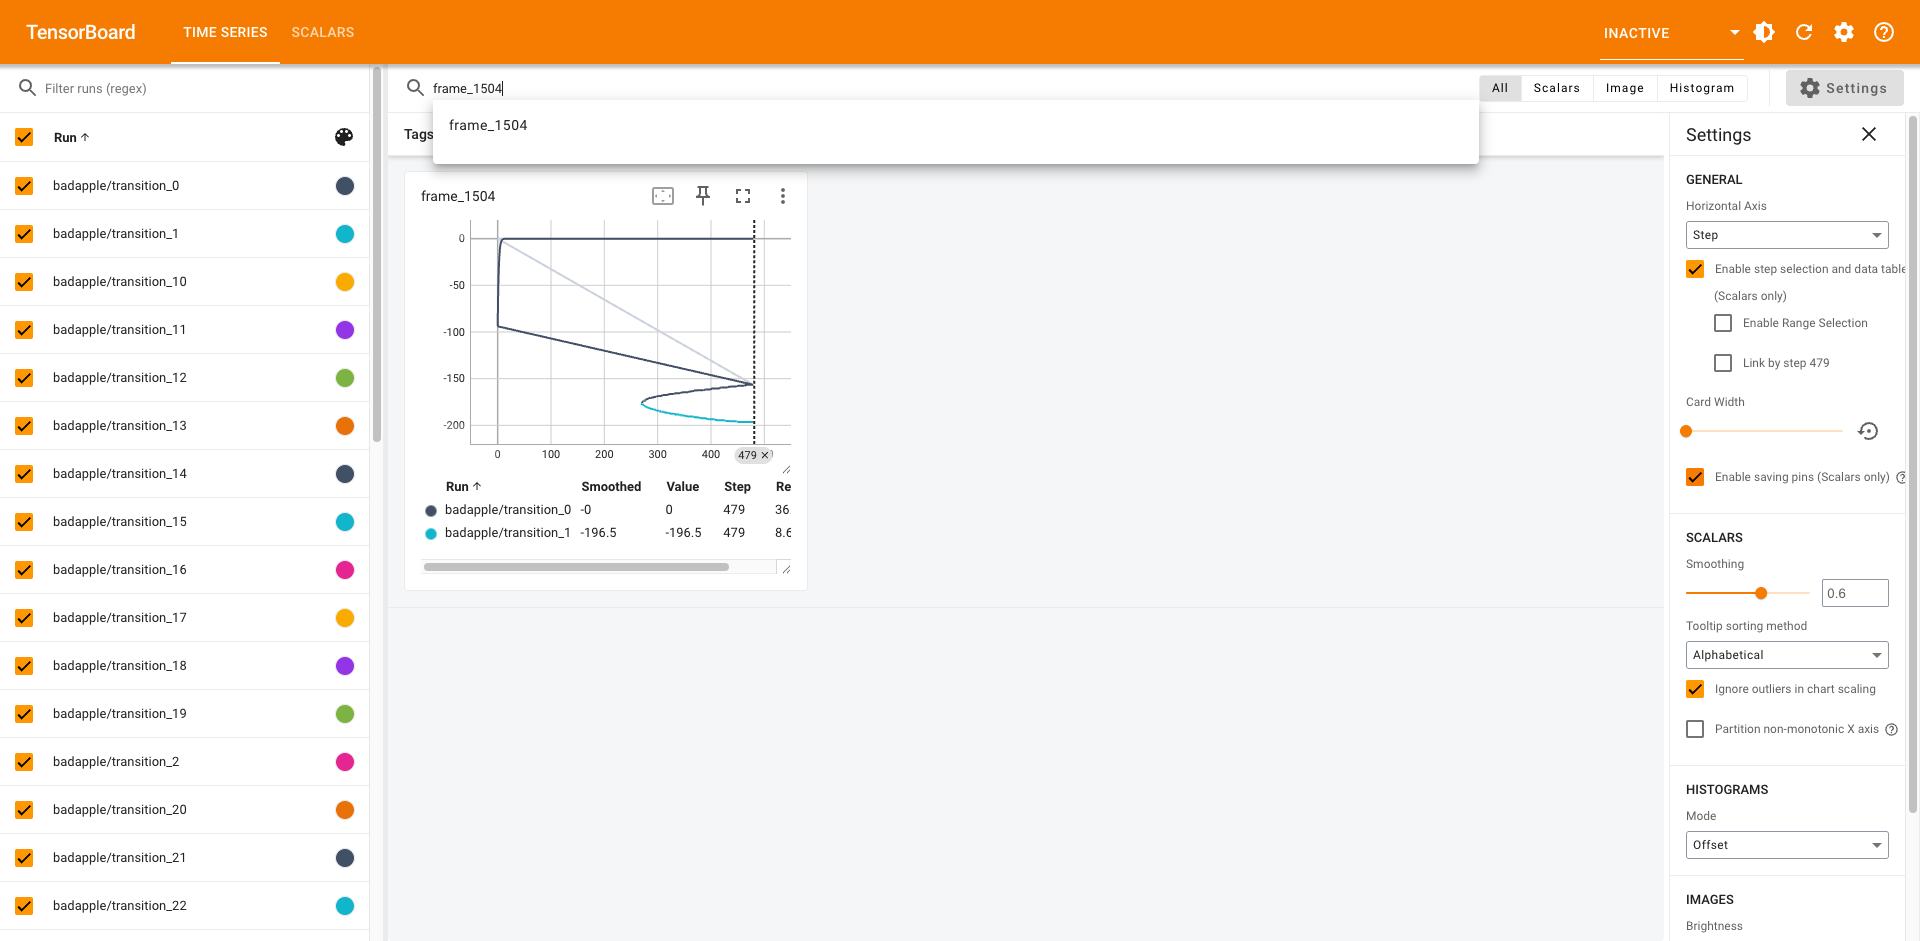 TensorBoard
TIME SERIES
SCALARS
INACTIVE
Filter runs (regex)
frame_1504
All
Scalars
Image
Histogram
Settings
frame_1504
Run
Tags
Settings
badapple/transition_0
badapple/transition_1
badapple/transition_10
badapple/transition_11
badapple/transition_12
badapple/transition_13
badapple/transition_14
badapple/transition_15
badapple/transition_16
badapple/transition_17
badapple/transition_18
badapple/transition_19
badapple/transition_2
badapple/transition_20
badapple/transition_21
badapple/transition_22
frame_1504
0
-50
-100
-150
-200
0 100 200 300 400 479
Run Smoothed Value Step Re
badapple/transition_0 -0 0 479 36.
badapple/transition_1 -196.5 -196.5 479 8.6
GENERAL
Horizontal Axis
Step
Enable step selection and data table
(Scalars only)
Enable Range Selection
Link by step 479
Card Width
Enable saving pins (Scalars only)
SCALARS
Smoothing
0.6
Tooltip sorting method
Alphabetical
Ignore outliers in chart scaling
Partition non-monotonic X axis
HISTOGRAMS
Mode
Offset
IMAGES
Brightness